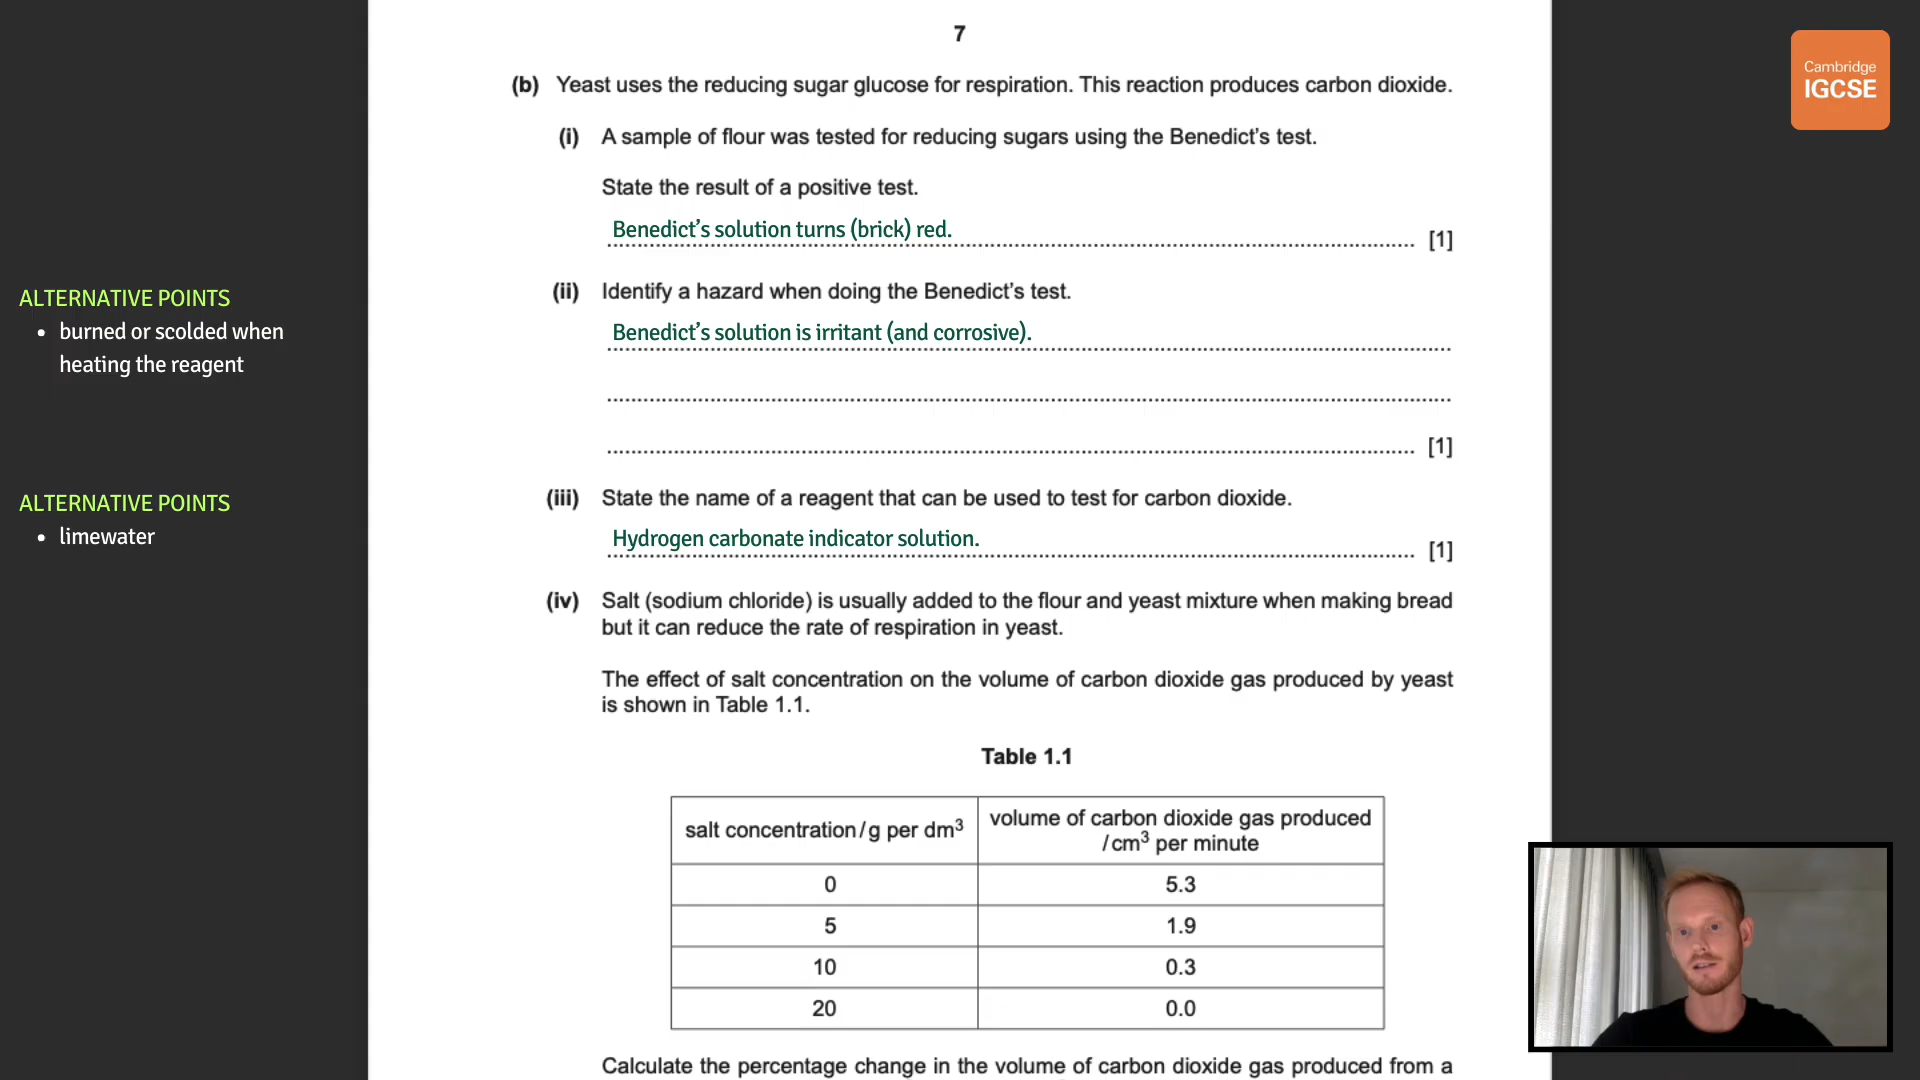 7
Cambridge
IGCSE
(b) Yeast uses the reducing sugar glucose for respiration. This reaction produces carbon dioxide.
(i) A sample of flour was tested for reducing sugars using the Benedict's test.
State the result of a positive test.
Benedict's solution turns (brick) red.
[1]
(ii) Identify a hazard when doing the Benedict's test.
Benedict's solution is irritant (and corrosive).
[1]
ALTERNATIVE POINTS
• burned or scolded when
heating the reagent
(iii) State the name of a reagent that can be used to test for carbon dioxide.
Hydrogen carbonate indicator solution.
[1]
ALTERNATIVE POINTS
• limewater
(iv) Salt (sodium chloride) is usually added to the flour and yeast mixture when making bread
but it can reduce the rate of respiration in yeast.
The effect of salt concentration on the volume of carbon dioxide gas produced by yeast
is shown in Table 1.1.
Table 1.1
salt concentration / g per dm³
volume of carbon dioxide gas produced
/ cm³ per minute
0 5.3
5 1.9
10 0.3
20 0.0
Calculate the percentage change in the volume of carbon dioxide gas produced from a